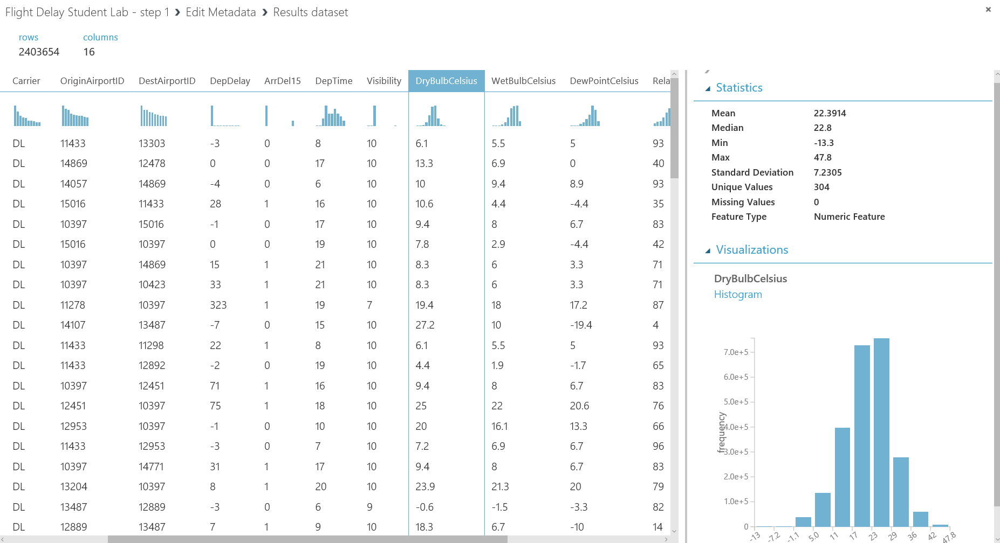 Flight Delay Student Lab - step 1 › Edit Metadata › Results dataset
rows columns
2403654 16
Carrier OriginAirportID DestAirportID DepDelay ArrDel15 DepTime Visibility DryBulbCelsius WetBulbCelsius DewPointCelsius Rela
DL 11433 13303 -3 0 8 10 6.1 5.5 5 93
DL 14869 12478 0 0 17 10 13.3 6.9 0 40
DL 14057 14869 -4 0 6 10 10 9.4 8.9 93
DL 15016 11433 28 1 16 10 10.6 4.4 -4.4 35
DL 10397 15016 -1 0 17 10 9.4 8 6.7 83
DL 15016 10397 0 0 19 10 7.8 2.9 -4.4 42
DL 10397 14869 15 1 21 10 8.3 6 3.3 71
DL 10397 10423 33 1 21 10 8.3 6 3.3 71
DL 11278 10397 323 1 19 7 19.4 18 17.2 87
DL 14107 13487 -7 0 15 10 27.2 10 -19.4 4
DL 11433 11298 22 1 8 10 6.1 5.5 5 93
DL 11433 12892 -2 0 19 10 4.4 1.9 -1.7 65
DL 10397 12451 71 1 16 10 9.4 8 6.7 83
DL 12451 10397 75 1 18 10 25 22 20.6 76
DL 12953 10397 -1 0 10 10 20 16.1 13.3 66
DL 11433 12953 -3 0 7 10 7.2 6.9 6.7 96
DL 10397 14771 31 1 17 10 9.4 8 6.7 83
DL 13204 10397 8 1 20 10 23.9 21.3 20 79
DL 13487 12889 -3 0 6 9 -0.6 -1.5 -3.3 82
DL 12889 13487 7 1 9 10 18.3 6.7 -10 14
Statistics
Mean 22.3914
Median 22.8
Min -13.3
Max 47.8
Standard Deviation 7.2305
Unique Values 304
Missing Values 0
Feature Type Numeric Feature
Visualizations
DryBulbCelsius
Histogram
frequency
7.0e+5
6.0e+5
5.0e+5
4.0e+5
3.0e+5
2.0e+5
1.0e+5
0
-13 -7.2 -1.1 5.0 11 17 23 29 36 42 47.8